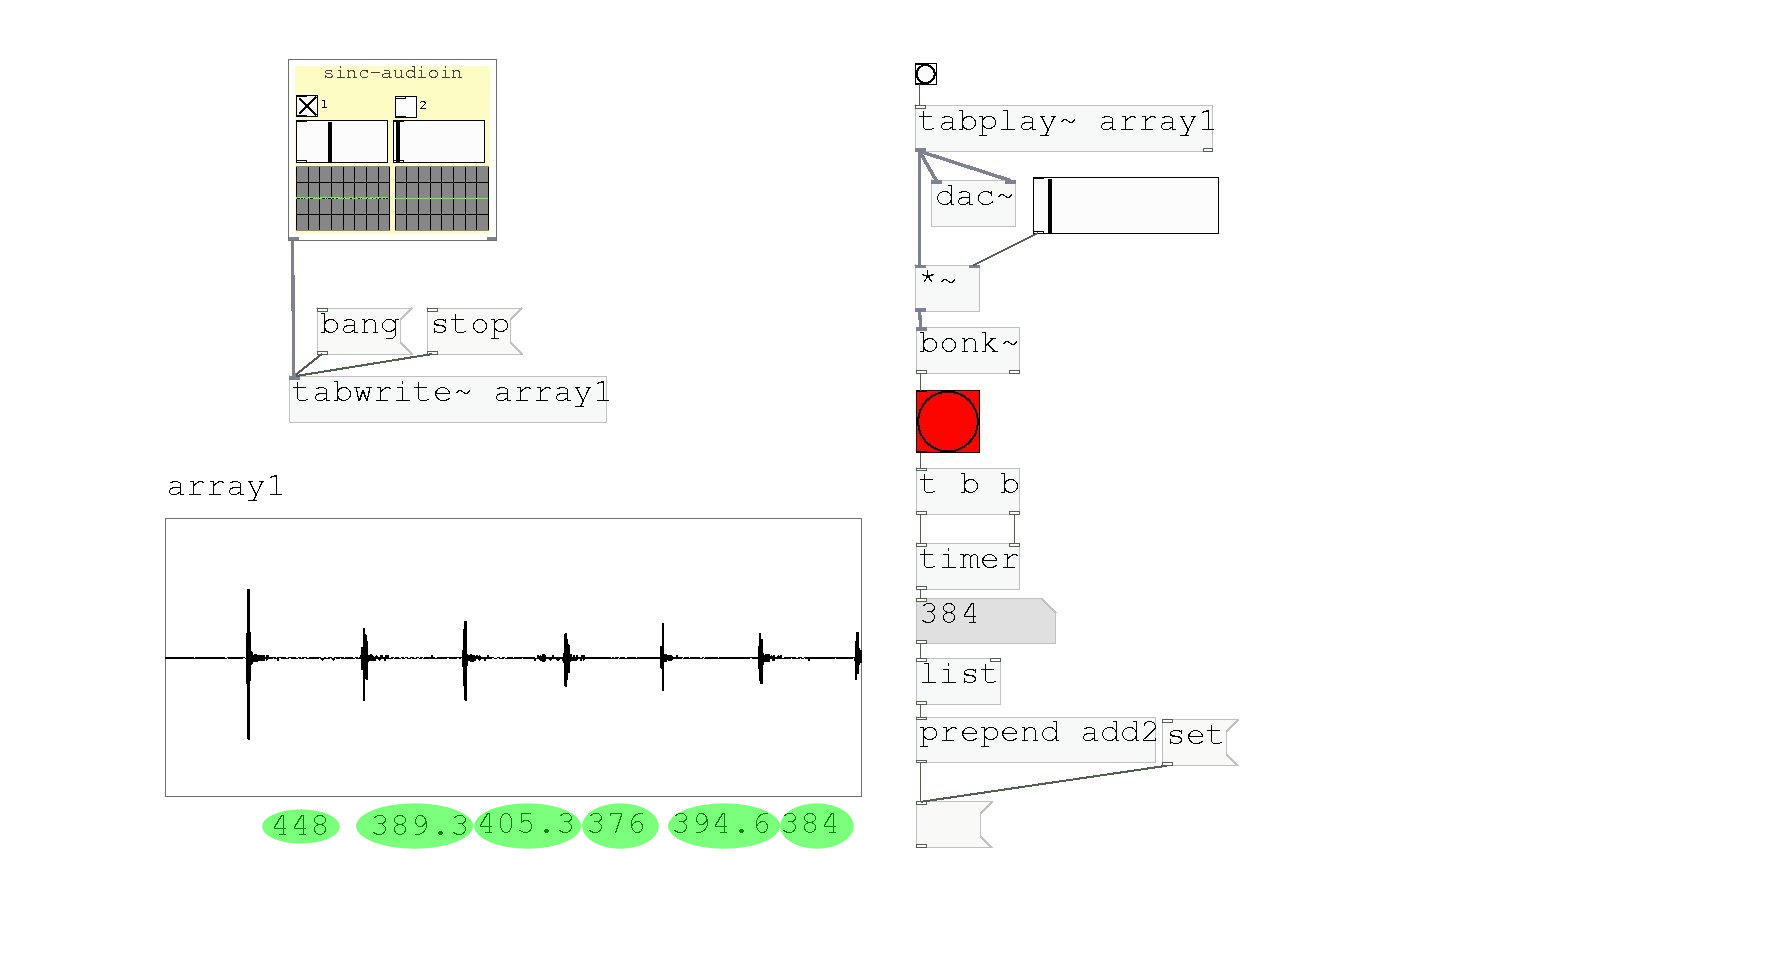 sinc-audioin
1 2
bang stop
tabwrite~ array1
array1
448 389.3 405.3 376 394.6 384
tabplay~ array1
dac~
*~
bonk~
t b b
timer
384
list
prepend add2 set